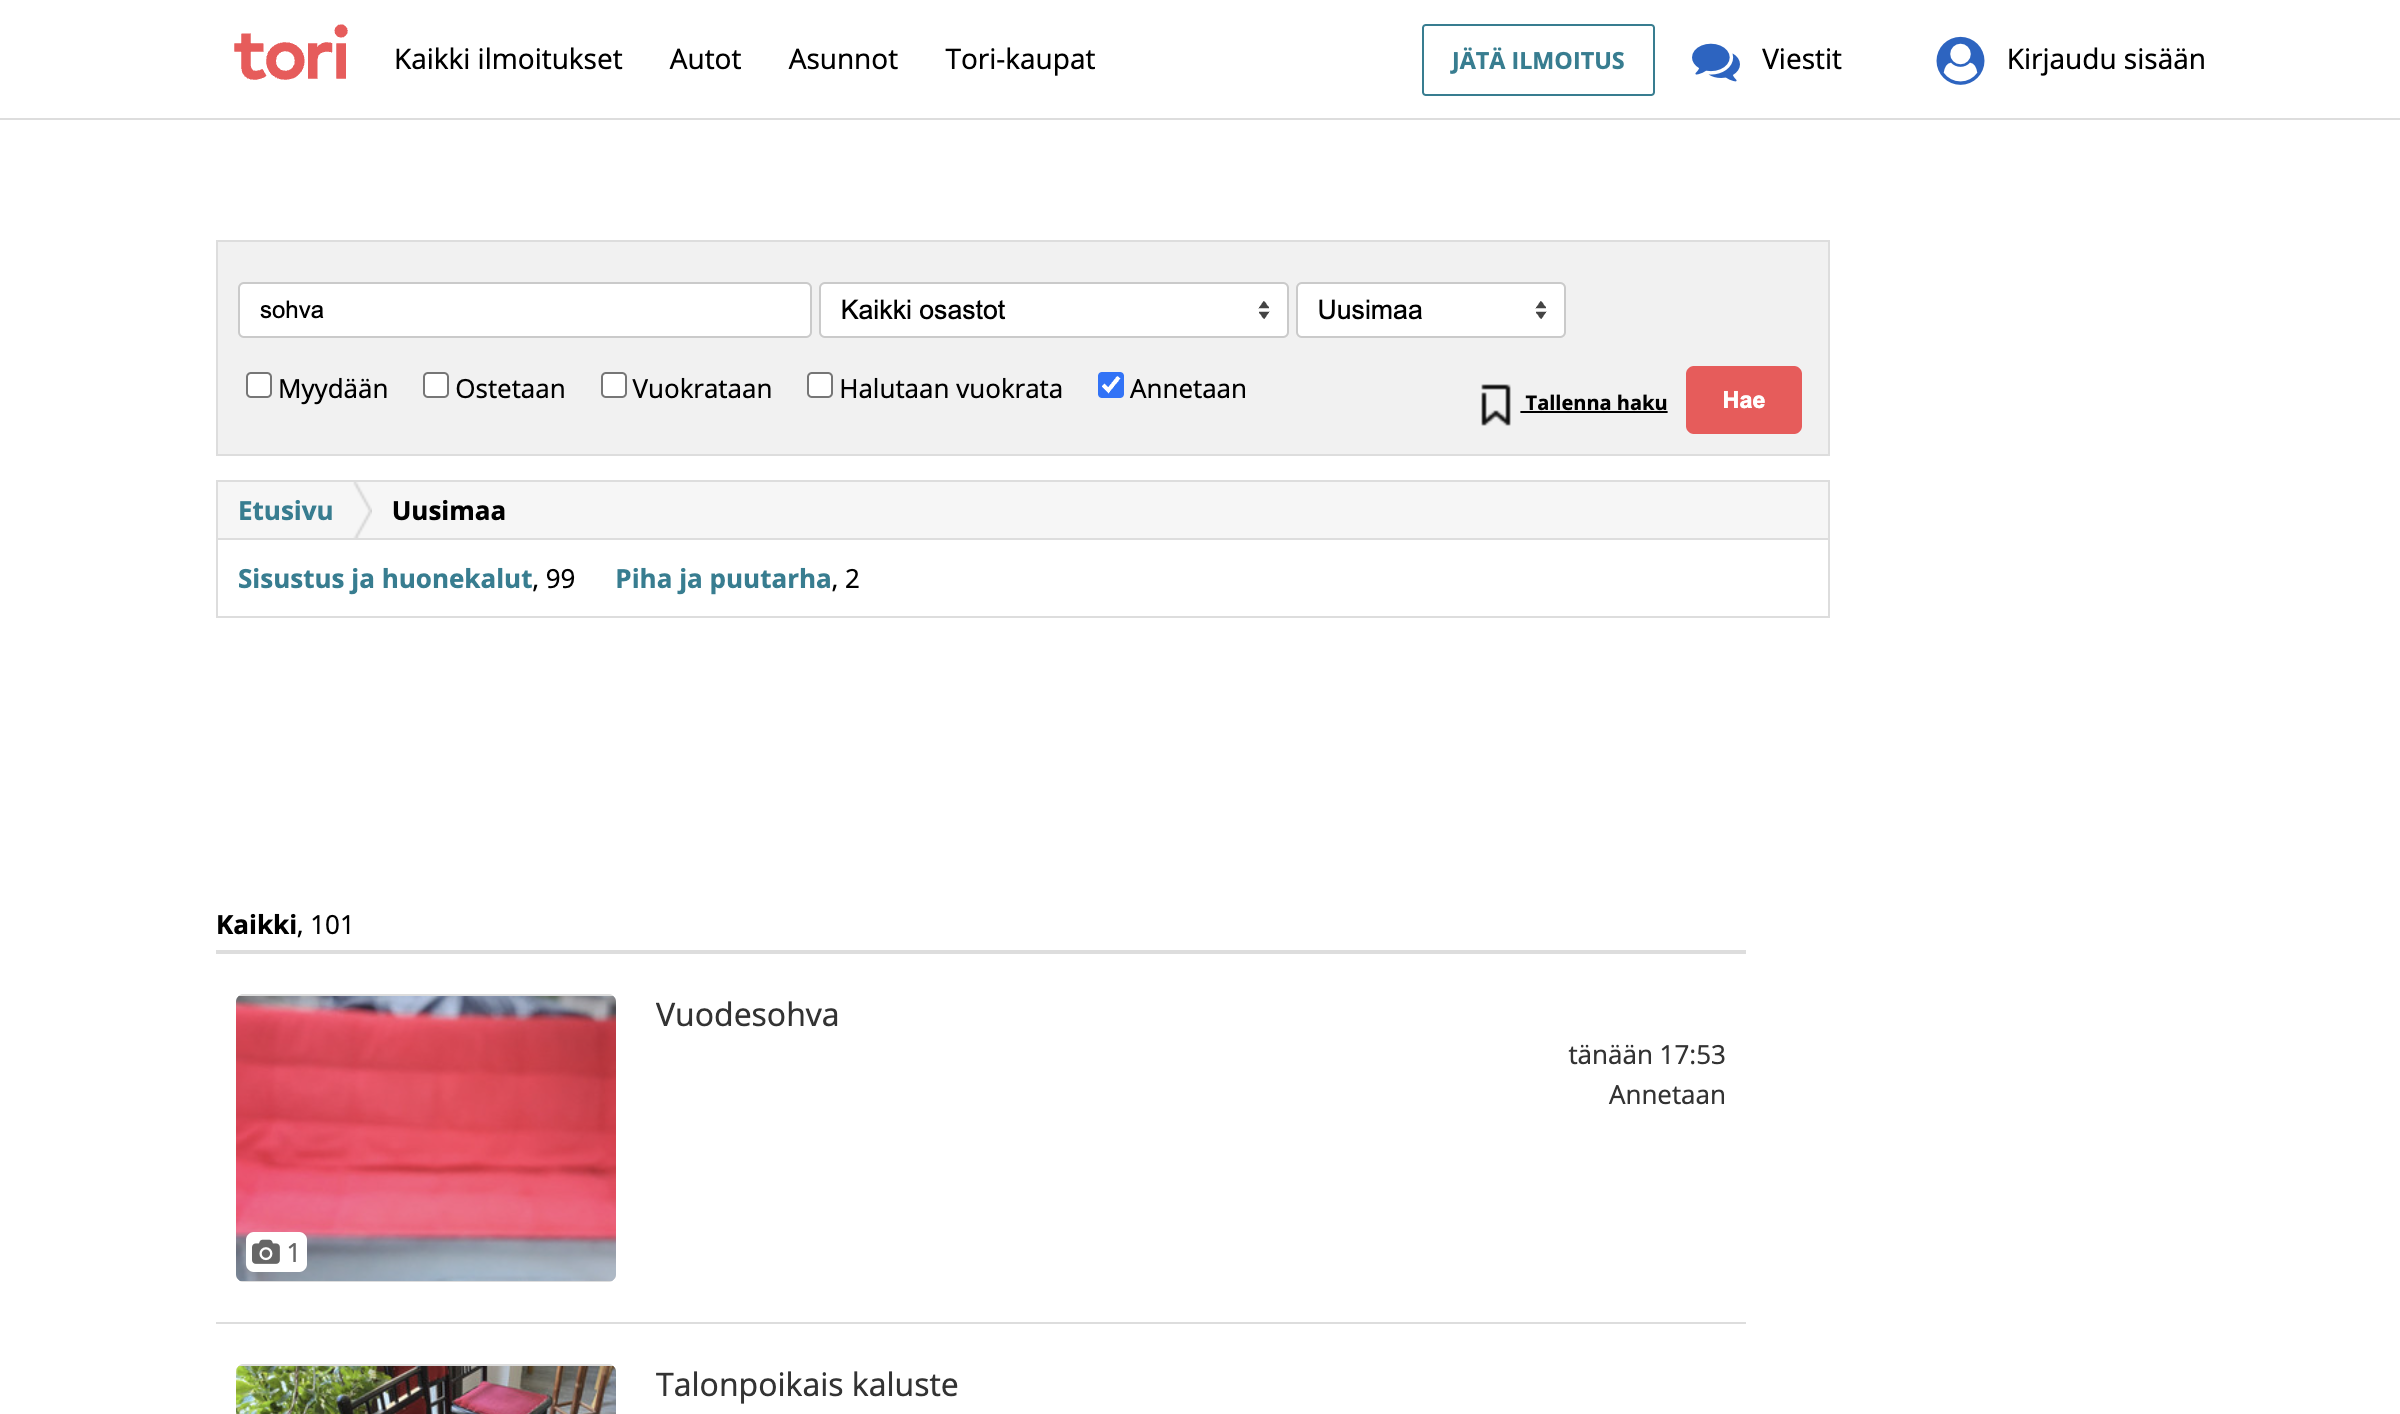 tori Kaikki ilmoitukset Autot Asunnot Tori-kaupat JÄTÄ ILMOITUS Viestit Kirjaudu sisään
sohva Kaikki osastot Uusimaa
Myydään Ostetaan Vuokrataan Halutaan vuokrata Annetaan Tallenna haku Hae
Etusivu Uusimaa
Sisustus ja huonekalut, 99 Piha ja puutarha, 2
Kaikki, 101
Vuodesohva
tänään 17:53
Annetaan
1
Talonpoikais kaluste